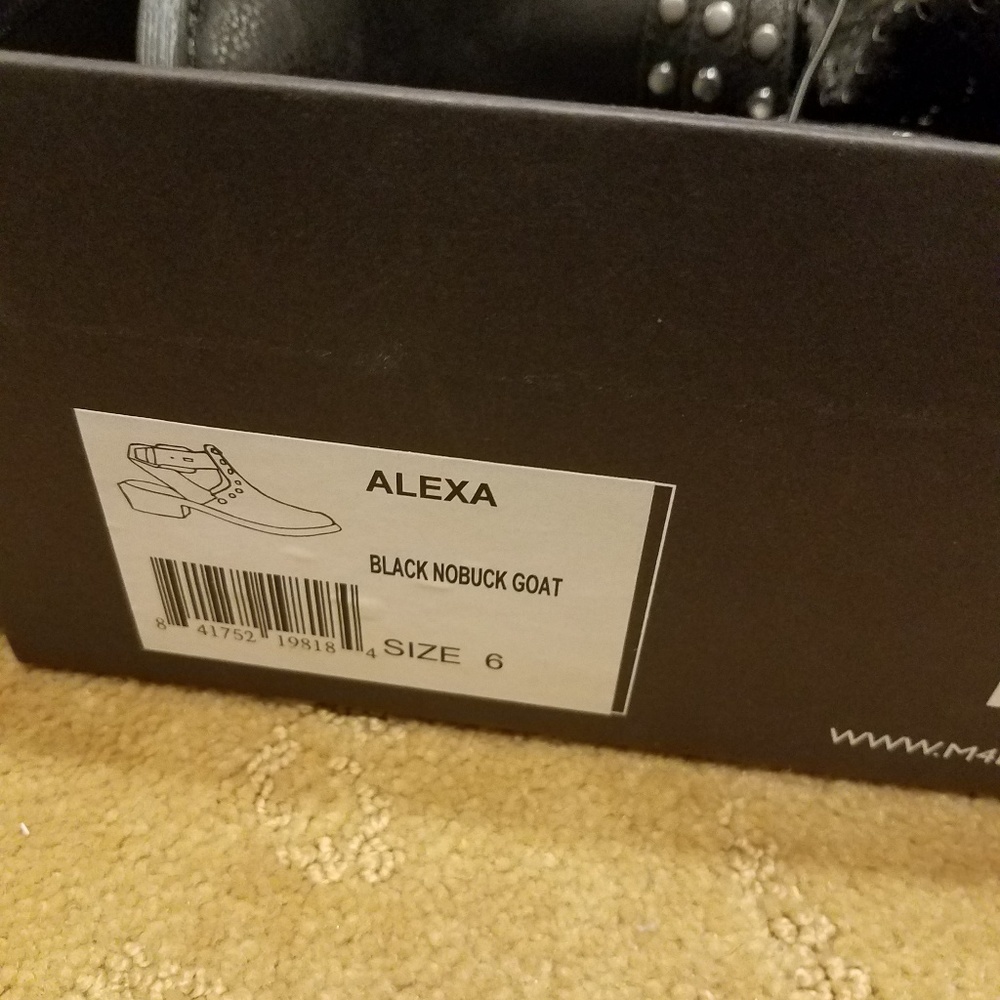 ALEXA
BLACK NOBUCK GOAT
8 41752 19818 4
SIZE 6